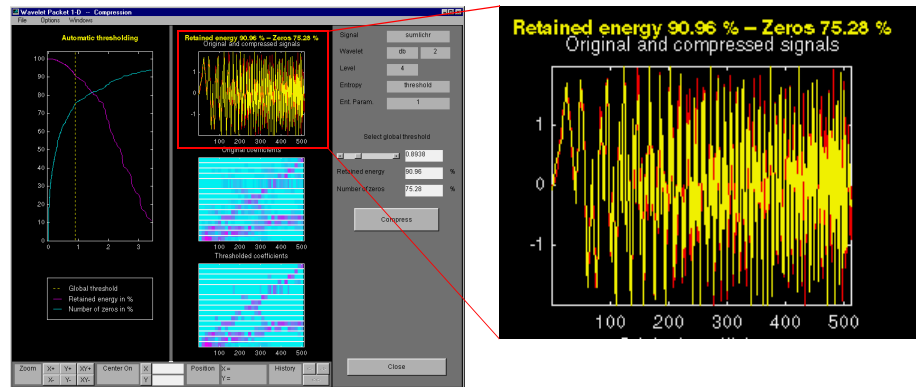 Wavelet Packet 1-D -- Compression
File Options Windows
Automatic thresholding
100
90
80
70
60
50
40
30
20
10
0
0 1 2 3
Global threshold
Retained energy in %
Number of zeros in %
Retained energy 90.96 % – Zeros 75.28 %
Original and compressed signals
1
0
-1
100 200 300 400 500
Original coefficients
100 200 300 400 500
Thresholded coefficients
100 200 300 400 500
Signal sumlichr
Wavelet db 2
Level 4
Entropy threshold
Ent. Param. 1
Select global threshold
0.8938
Retained energy 90.96 %
Number of zeros 75.28 %
Compress
Close
Zoom X+ Y+ XY+ X- Y- XY-
Center On X Y
Position X = Y =
History
Retained energy 90.96 % – Zeros 75.28 %
Original and compressed signals
1
0
-1
100 200 300 400 500